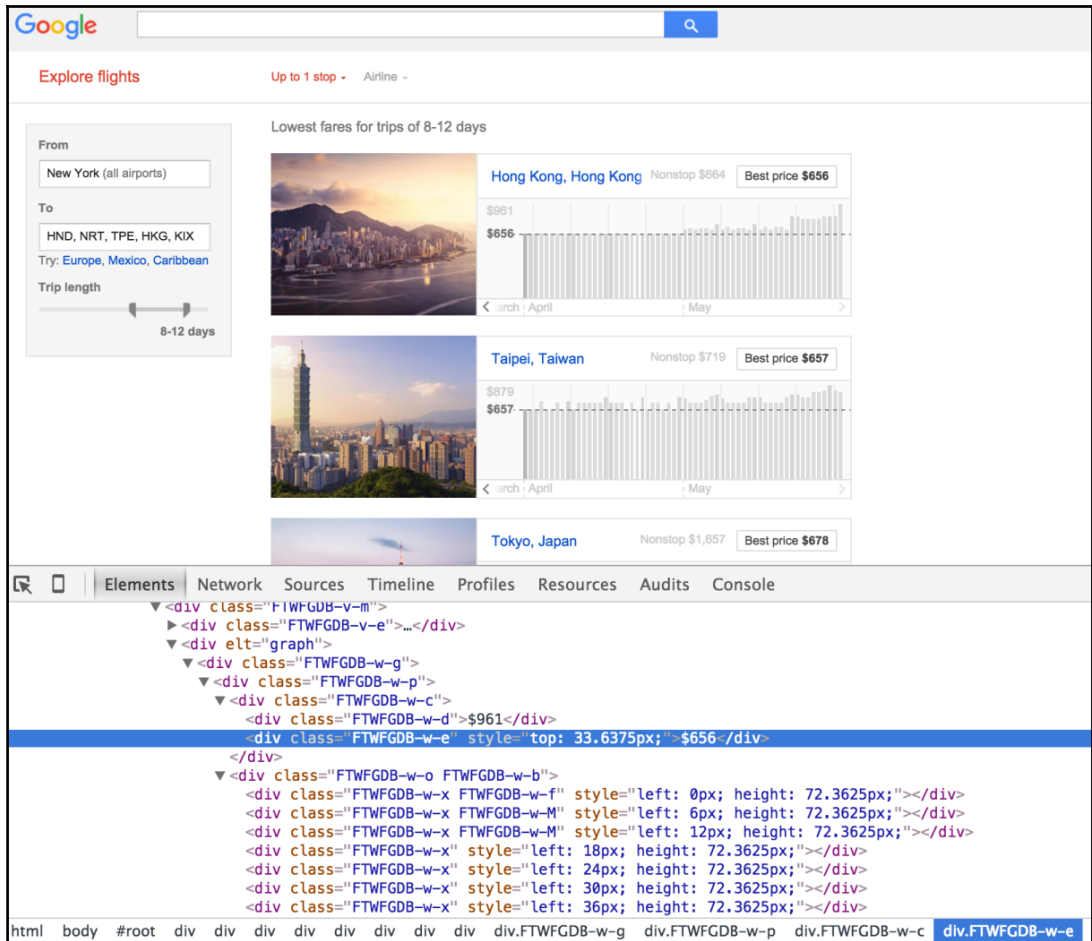 Google
Explore flights
Up to 1 stop
Airline
From
New York (all airports)
To
HND, NRT, TPE, HKG, KIX
Try: Europe, Mexico, Caribbean
Trip length
8-12 days
Lowest fares for trips of 8-12 days
Hong Kong, Hong Kong Nonstop $664 Best price $656
$961
$656
arch April May
Taipei, Taiwan Nonstop $719 Best price $657
$879
$657
arch April May
Tokyo, Japan Nonstop $1,657 Best price $678
Elements Network Sources Timeline Profiles Resources Audits Console
▼<div class="FTWFGDB-v-m">
▶<div class="FTWFGDB-v-e">…</div>
▼<div elt="graph">
▼<div class="FTWFGDB-w-g">
▼<div class="FTWFGDB-w-p">
▼<div class="FTWFGDB-w-c">
<div class="FTWFGDB-w-d">$961</div>
<div class="FTWFGDB-w-e" style="top: 33.6375px;">$656</div>
</div>
▼<div class="FTWFGDB-w-o FTWFGDB-w-b">
<div class="FTWFGDB-w-x FTWFGDB-w-f" style="left: 0px; height: 72.3625px;"></div>
<div class="FTWFGDB-w-x FTWFGDB-w-M" style="left: 6px; height: 72.3625px;"></div>
<div class="FTWFGDB-w-x FTWFGDB-w-M" style="left: 12px; height: 72.3625px;"></div>
<div class="FTWFGDB-w-x" style="left: 18px; height: 72.3625px;"></div>
<div class="FTWFGDB-w-x" style="left: 24px; height: 72.3625px;"></div>
<div class="FTWFGDB-w-x" style="left: 30px; height: 72.3625px;"></div>
<div class="FTWFGDB-w-x" style="left: 36px; height: 72.3625px;"></div>
html body #root div div div div div div div div div.FTWFGDB-w-g div.FTWFGDB-w-p div.FTWFGDB-w-c div.FTWFGDB-w-e